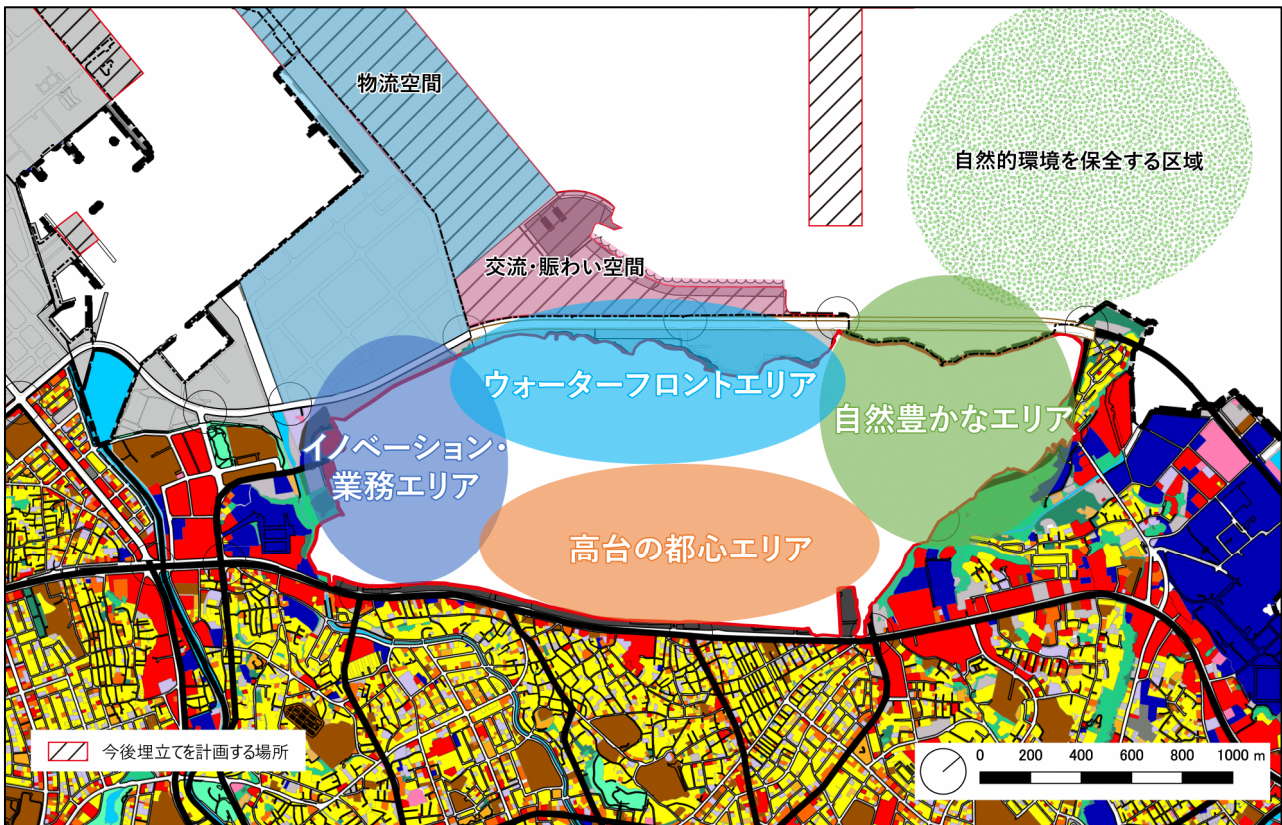 物流空間
自然的環境を保全する区域
交流・賑わい空間
ウォーターフロントエリア
自然豊かなエリア
イノベーション・
業務エリア
高台の都心エリア
今後埋立てを計画する場所
0 200 400 600 800 1000 m